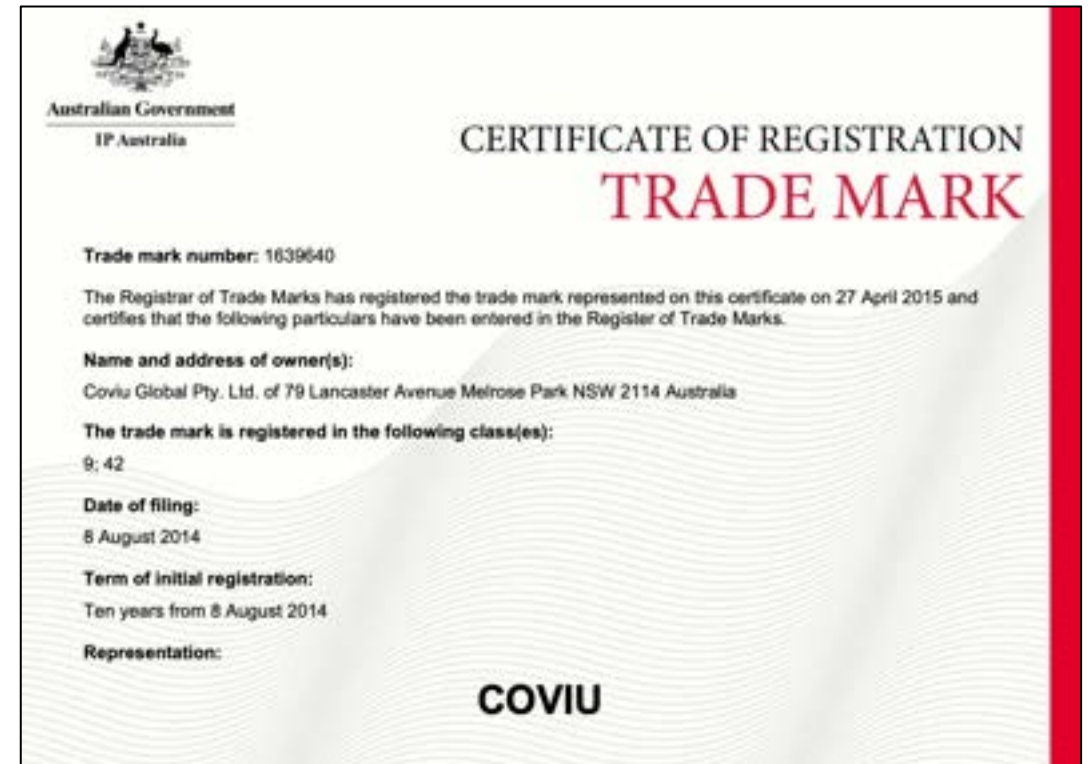 Australian Government
IP Australia
CERTIFICATE OF REGISTRATION
TRADE MARK
Trade mark number: 1639640
The Registrar of Trade Marks has registered the trade mark represented on this certificate on 27 April 2015 and
certifies that the following particulars have been entered in the Register of Trade Marks.
Name and address of owner(s):
Coviu Global Pty. Ltd. of 79 Lancaster Avenue Melrose Park NSW 2114 Australia
The trade mark is registered in the following class(es):
9; 42
Date of filing:
8 August 2014
Term of initial registration:
Ten years from 8 August 2014
Representation:
COVIU